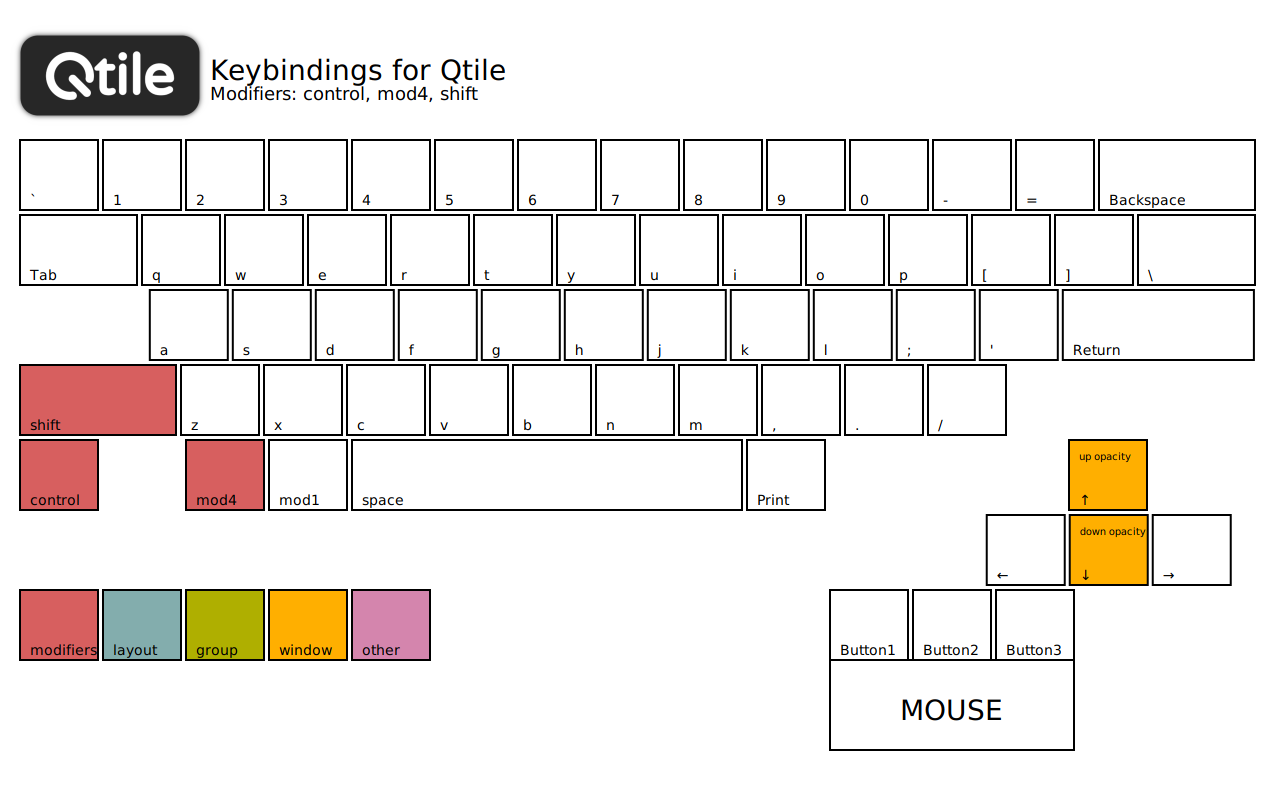 Qtile
Keybindings for Qtile
Modifiers: control, mod4, shift
` 1 2 3 4 5 6 7 8 9 0 - = Backspace
Tab q w e r t y u i o p [ ] \
a s d f g h j k l ; ' Return
shift z x c v b n m , . /
up opacity
control mod4 mod1 space Print ↑
down opacity
← ↓ →
modifiers layout group window other Button1 Button2 Button3
MOUSE